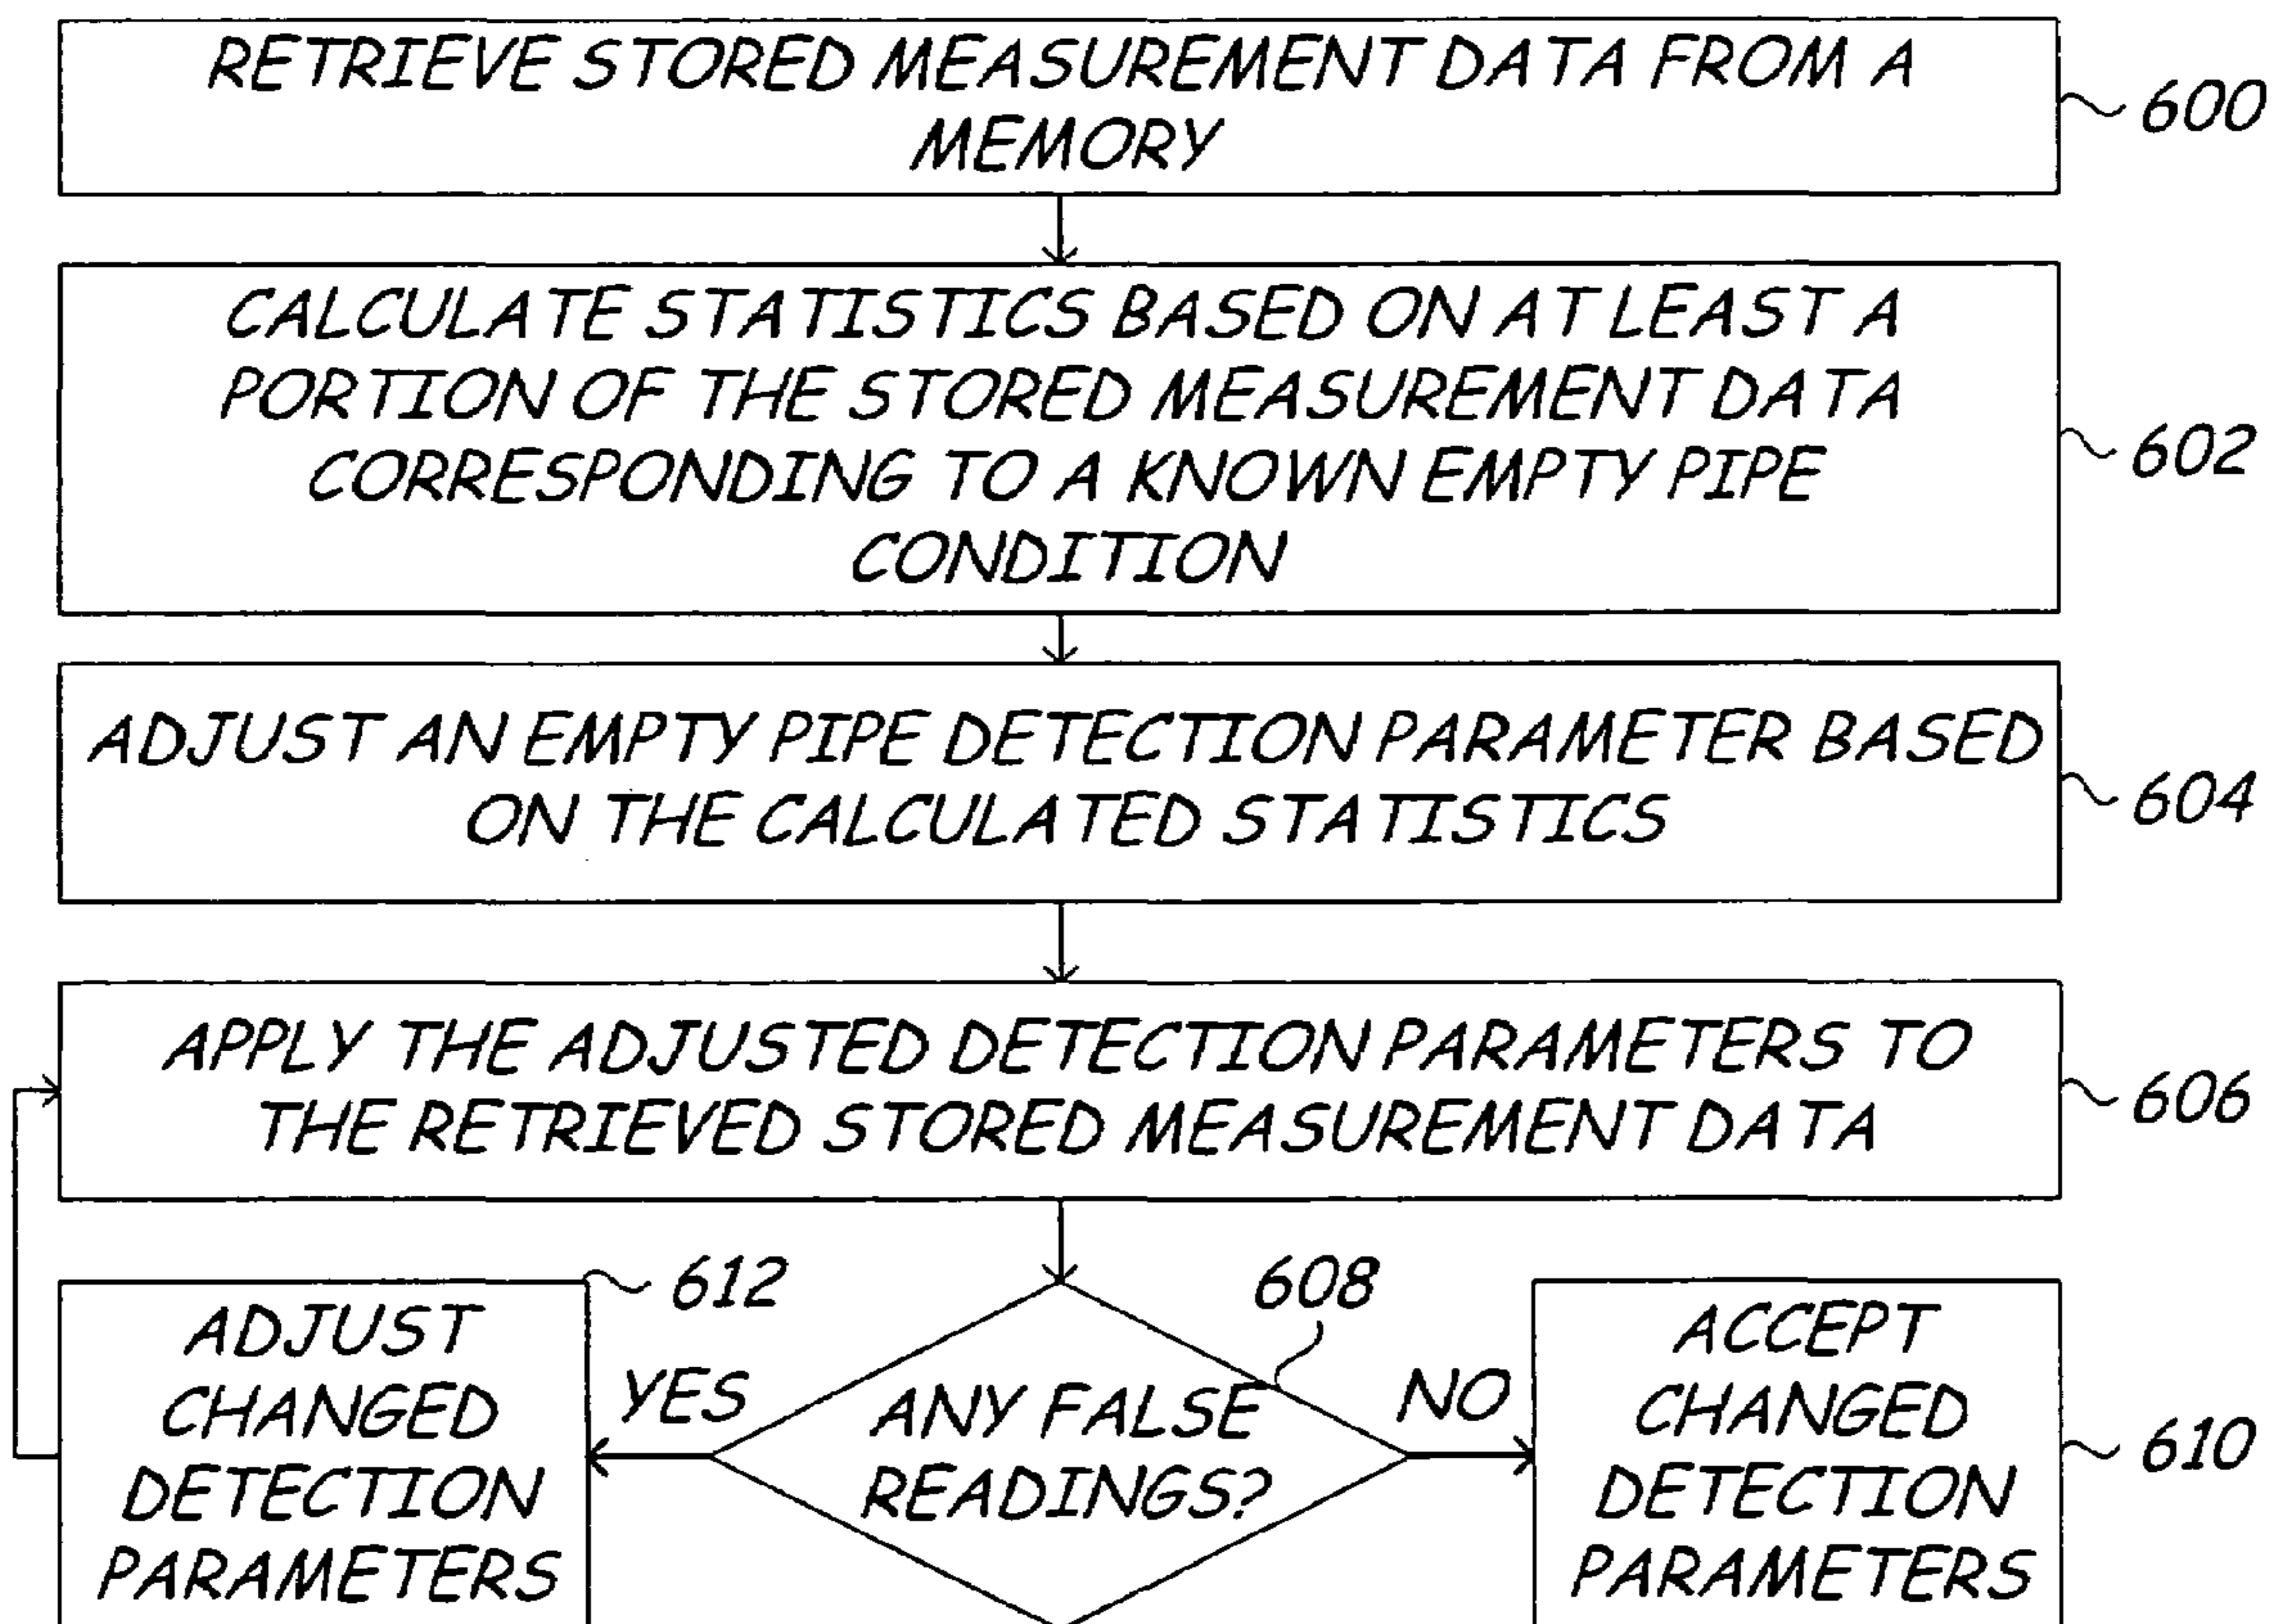 RETRIEVE STORED MEASUREMENT DATA FROM A
MEMORY
600
CALCULATE STATISTICS BASED ON AT LEAST A
PORTION OF THE STORED MEASUREMENT DATA
CORRESPONDING TO A KNOWN EMPTY PIPE
CONDITION
602
ADJUST AN EMPTY PIPE DETECTION PARAMETER BASED
ON THE CALCULATED STATISTICS
604
APPLY THE ADJUSTED DETECTION PARAMETERS TO
THE RETRIEVED STORED MEASUREMENT DATA
606
612
ADJUST
CHANGED
DETECTION
PARAMETERS
YES
608
ANY FALSE
READINGS?
NO
ACCEPT
CHANGED
DETECTION
PARAMETERS
610